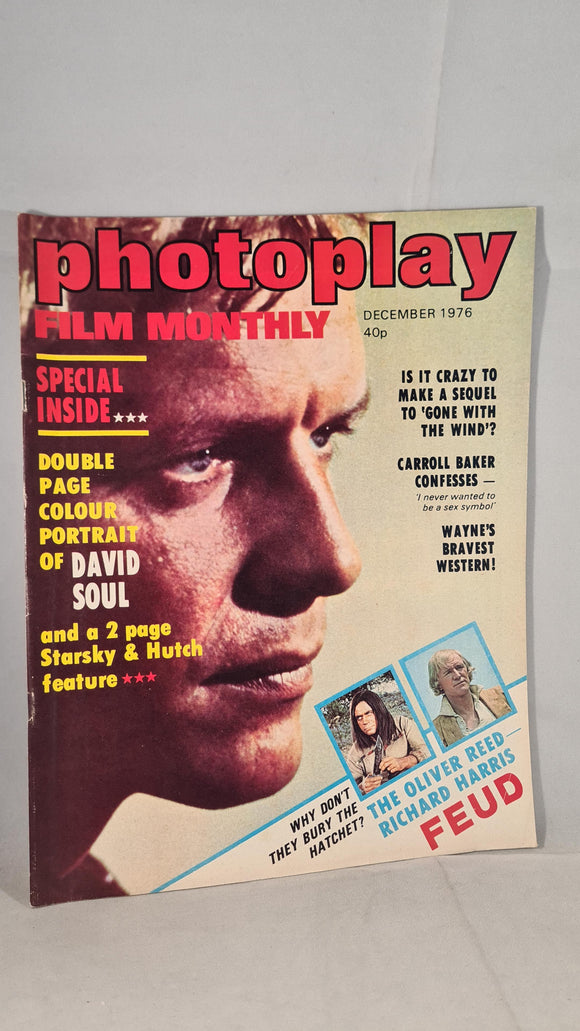 photoplay
FILM MONTHLY
DECEMBER 1976
40p
SPECIAL
INSIDE...
DOUBLE
PAGE
COLOUR
PORTRAIT
OF DAVID
SOUL
and a 2 page
Starsky & Hutch
feature ★★★
IS IT CRAZY TO
MAKE A SEQUEL
TO 'GONE WITH
THE WIND'?
CARROLL BAKER
CONFESSES —
'I never wanted to
be a sex symbol'
WAYNE'S
BRAVEST
WESTERN!
WHY DON'T
THEY BURY THE
HATCHET?
THE OLIVER REED—
RICHARD HARRIS
FEUD